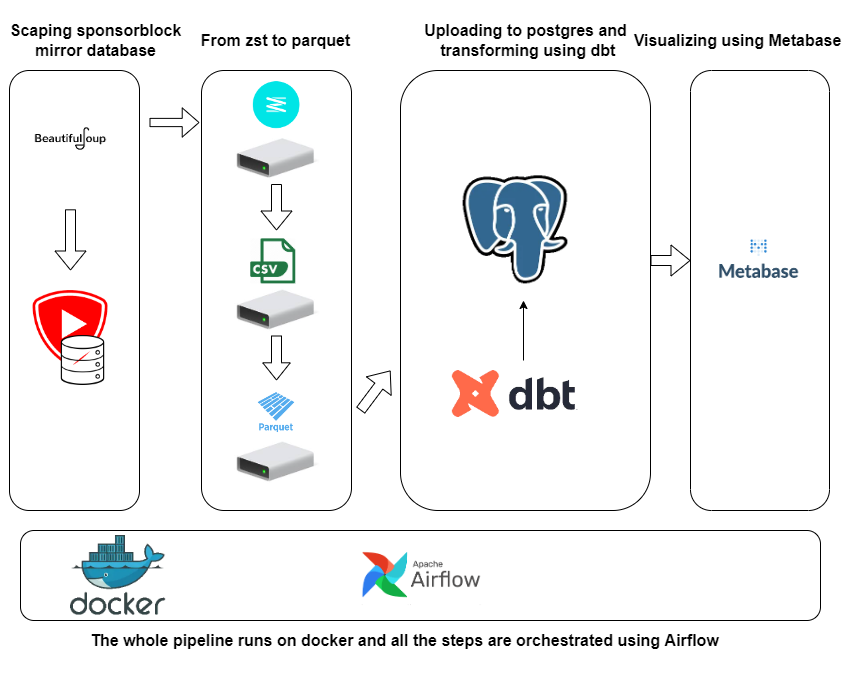 Scaping sponsorblock
mirror database
From zst to parquet
Uploading to postgres and
transforming using dbt
Visualizing using Metabase
BeautifulSoup
CSV
Parquet
dbt
Metabase
docker
Apache
Airflow
The whole pipeline runs on docker and all the steps are orchestrated using Airflow